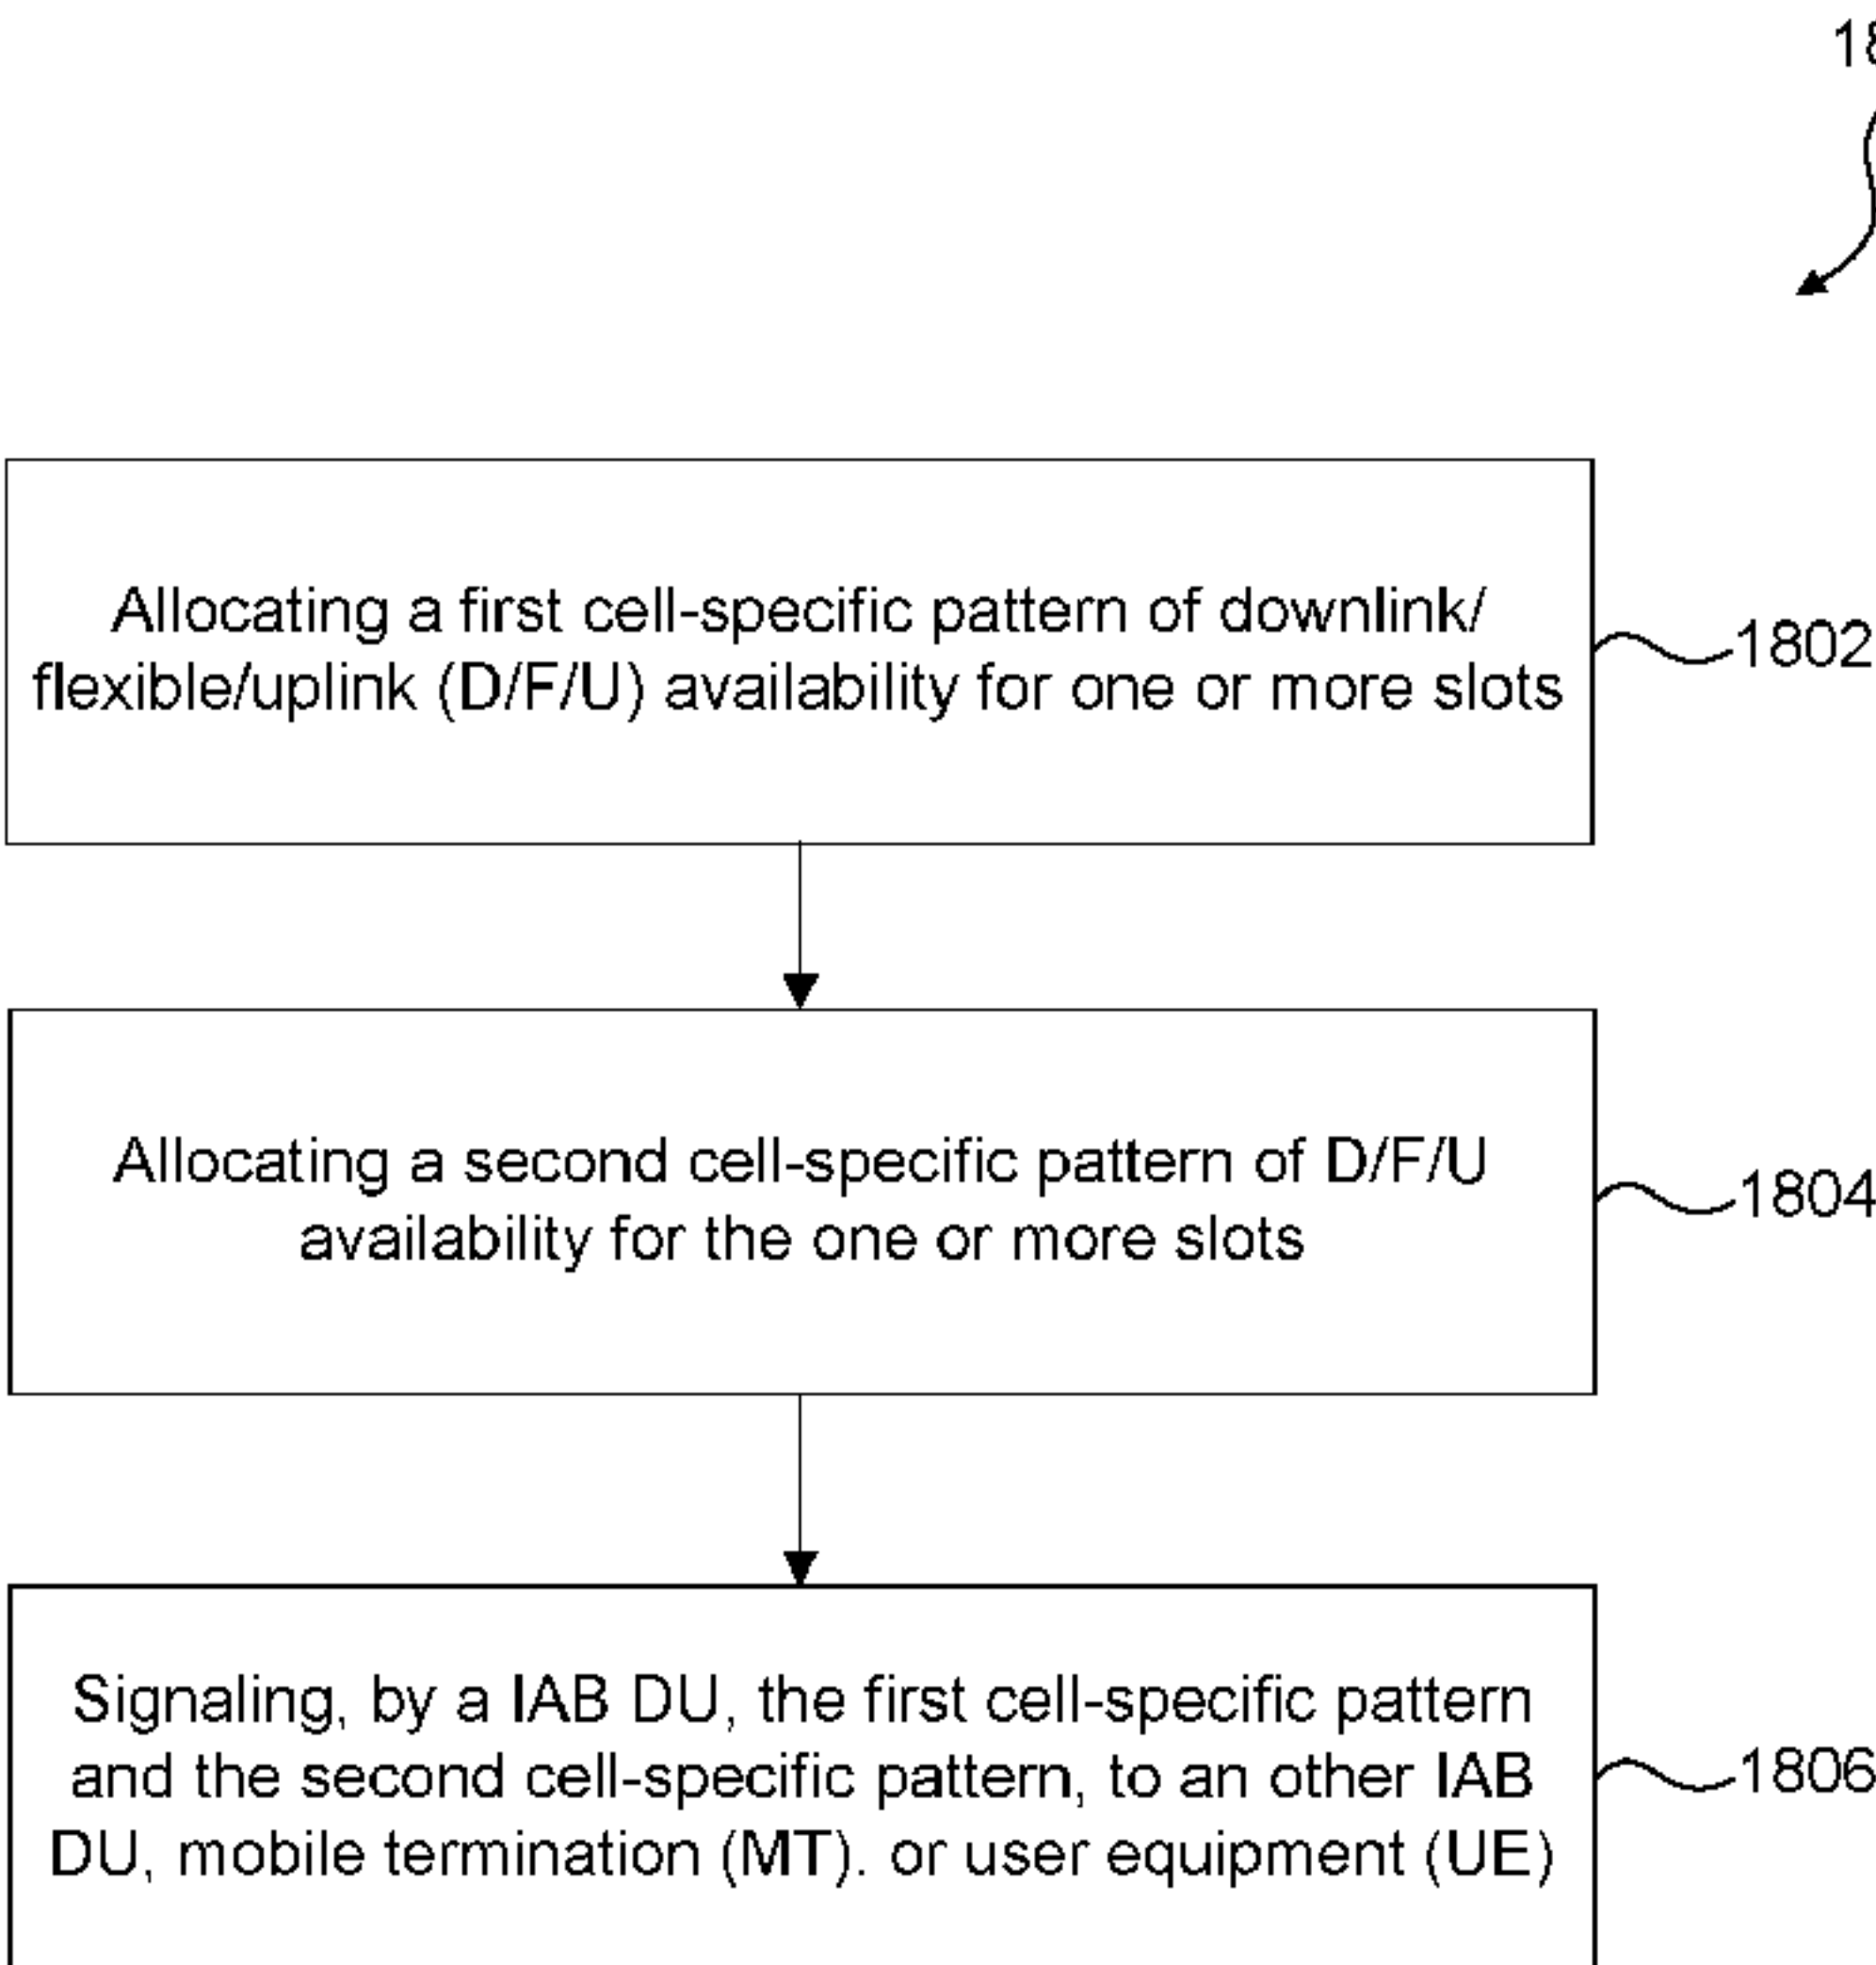 Allocating a first cell-specific pattern of downlink/
flexible/uplink (D/F/U) availability for one or more slots
1802
Allocating a second cell-specific pattern of D/F/U
availability for the one or more slots
1804
Signaling, by a IAB DU, the first cell-specific pattern
and the second cell-specific pattern, to an other IAB
DU, mobile termination (MT). or user equipment (UE)
1806